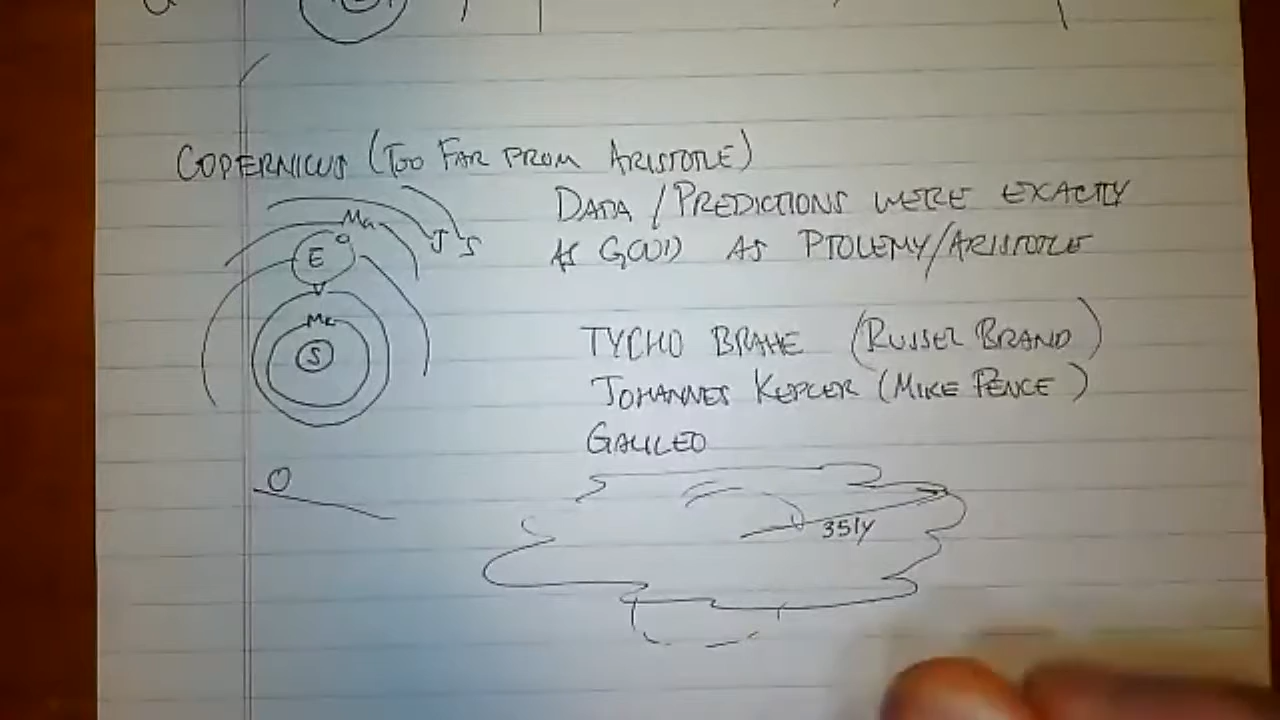 COPERNICUS (TOO FAR FROM ARISTOTLE)
DATA / PREDICTIONS WERE EXACTLY
AS GOOD AS PTOLEMY/ARISTOTLE
Ma
J S
E
V
Me
S
TYCHO BRAHE (RUSSEL BRAND)
JOHANNES KEPLER (MIKE PENCE)
GALILEO
35ly